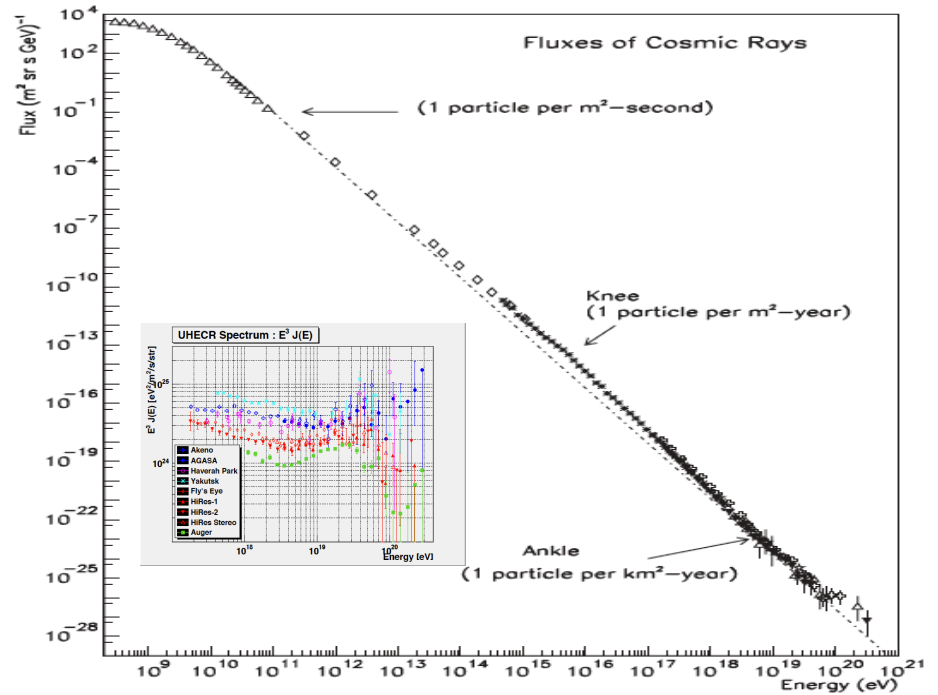 Fluxes of Cosmic Rays
Flux (m² sr s GeV)⁻¹
10⁴
10²
10⁻¹
10⁻⁴
10⁻⁷
10⁻¹⁰
10⁻¹³
10⁻¹⁶
10⁻¹⁹
10⁻²²
10⁻²⁵
10⁻²⁸
(1 particle per m²−second)
Knee
(1 particle per m²−year)
Ankle
(1 particle per km²−year)
UHECR Spectrum : E³ J(E)
E³ J(E) [eV²/m²/s/str]
10²⁵
10²⁴
Akeno
AGASA
Haverah Park
Yakutsk
Fly's Eye
HiRes-1
HiRes-2
HiRes Stereo
Auger
10¹⁸ 10¹⁹ 10²⁰
Energy [eV]
10⁹ 10¹⁰ 10¹¹ 10¹² 10¹³ 10¹⁴ 10¹⁵ 10¹⁶ 10¹⁷ 10¹⁸ 10¹⁹ 10²⁰ 10²¹
Energy (eV)